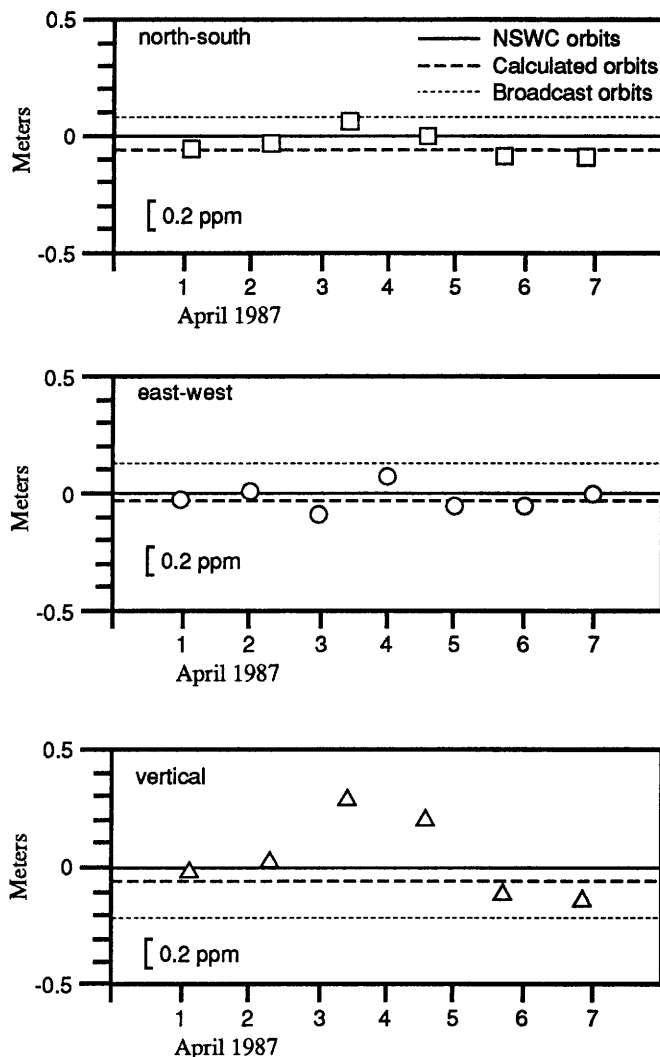 0.5
north-south
NSWC orbits
Calculated orbits
Broadcast orbits
Meters
0
0.2 ppm
-0.5
1 2 3 4 5 6 7
April 1987
0.5
east-west
Meters
0
0.2 ppm
-0.5
1 2 3 4 5 6 7
April 1987
0.5
vertical
Meters
0
0.2 ppm
-0.5
1 2 3 4 5 6 7
April 1987